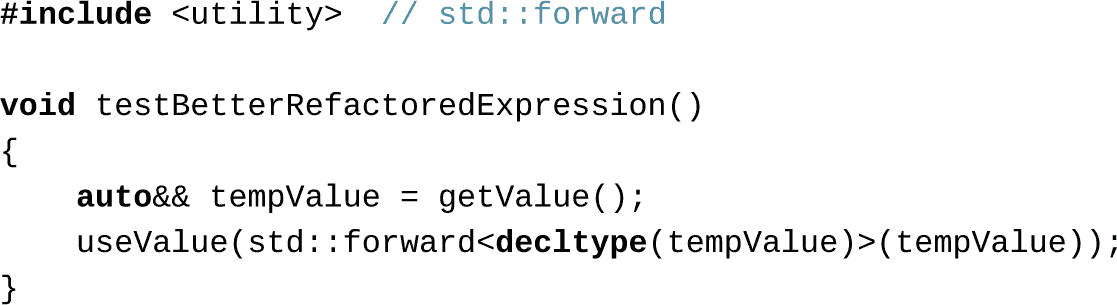 #include <utility>  // std::forward

void testBetterRefactoredExpression()
{
    auto&& tempValue = getValue();
    useValue(std::forward<decltype(tempValue)>(tempValue));
}